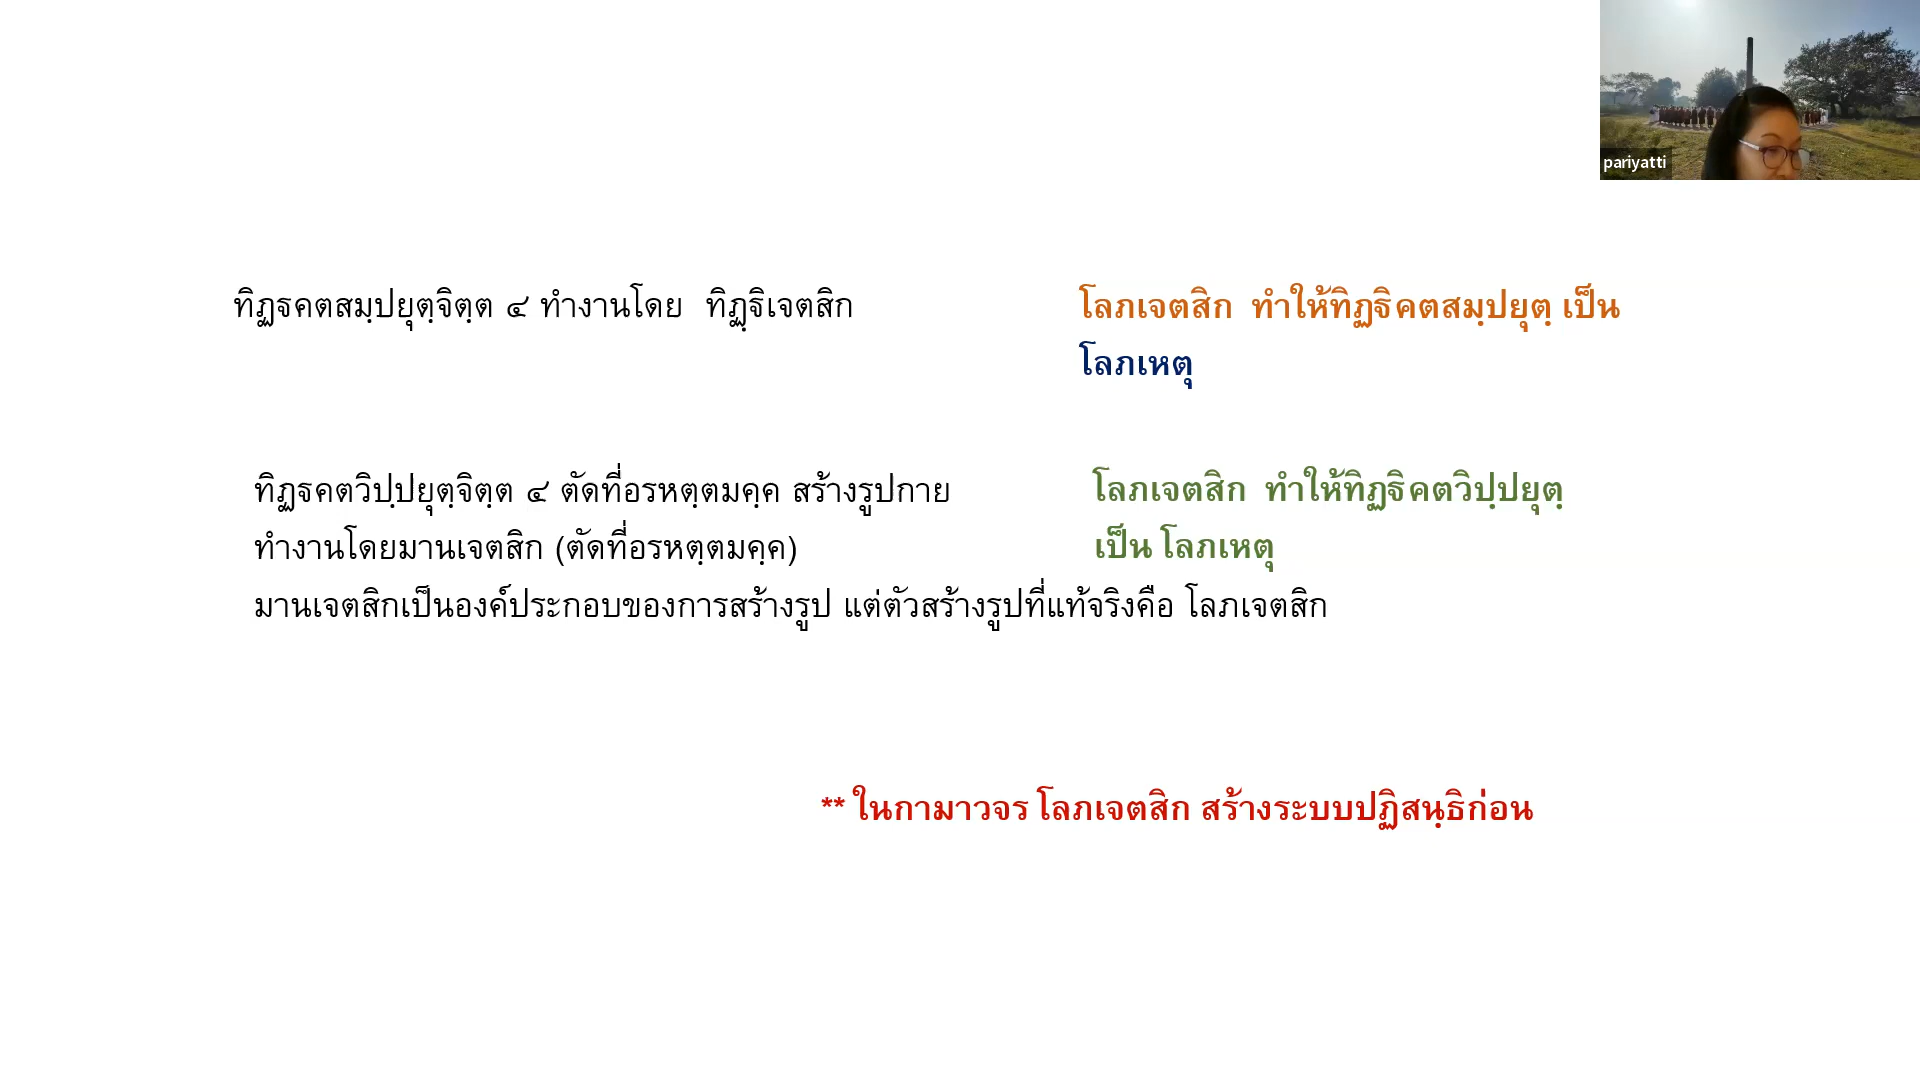 pariyatti
ทิฏฐคตสมฺปยุตฺจิตฺต ๔ ทำงานโดย ทิฏฺฐิเจตสิก
โลภเจตสิก ทำให้ทิฏฐิคตสมฺปยุตฺ เป็น
โลภเหตุ
ทิฏฐคตวิปฺปยุตฺจิตฺต ๔ ตัดที่อรหตฺตมคฺค สร้างรูปกาย
ทำงานโดยมานเจตสิก (ตัดที่อรหตฺตมคฺค)
โลภเจตสิก ทำให้ทิฏฐิคตวิปฺปยุตฺ
เป็น โลภเหตุ
มานเจตสิกเป็นองค์ประกอบของการสร้างรูป แต่ตัวสร้างรูปที่แท้จริงคือ โลภเจตสิก
** ในกามาวจร โลภเจตสิก สร้างระบบปฏิสนฺธิก่อน